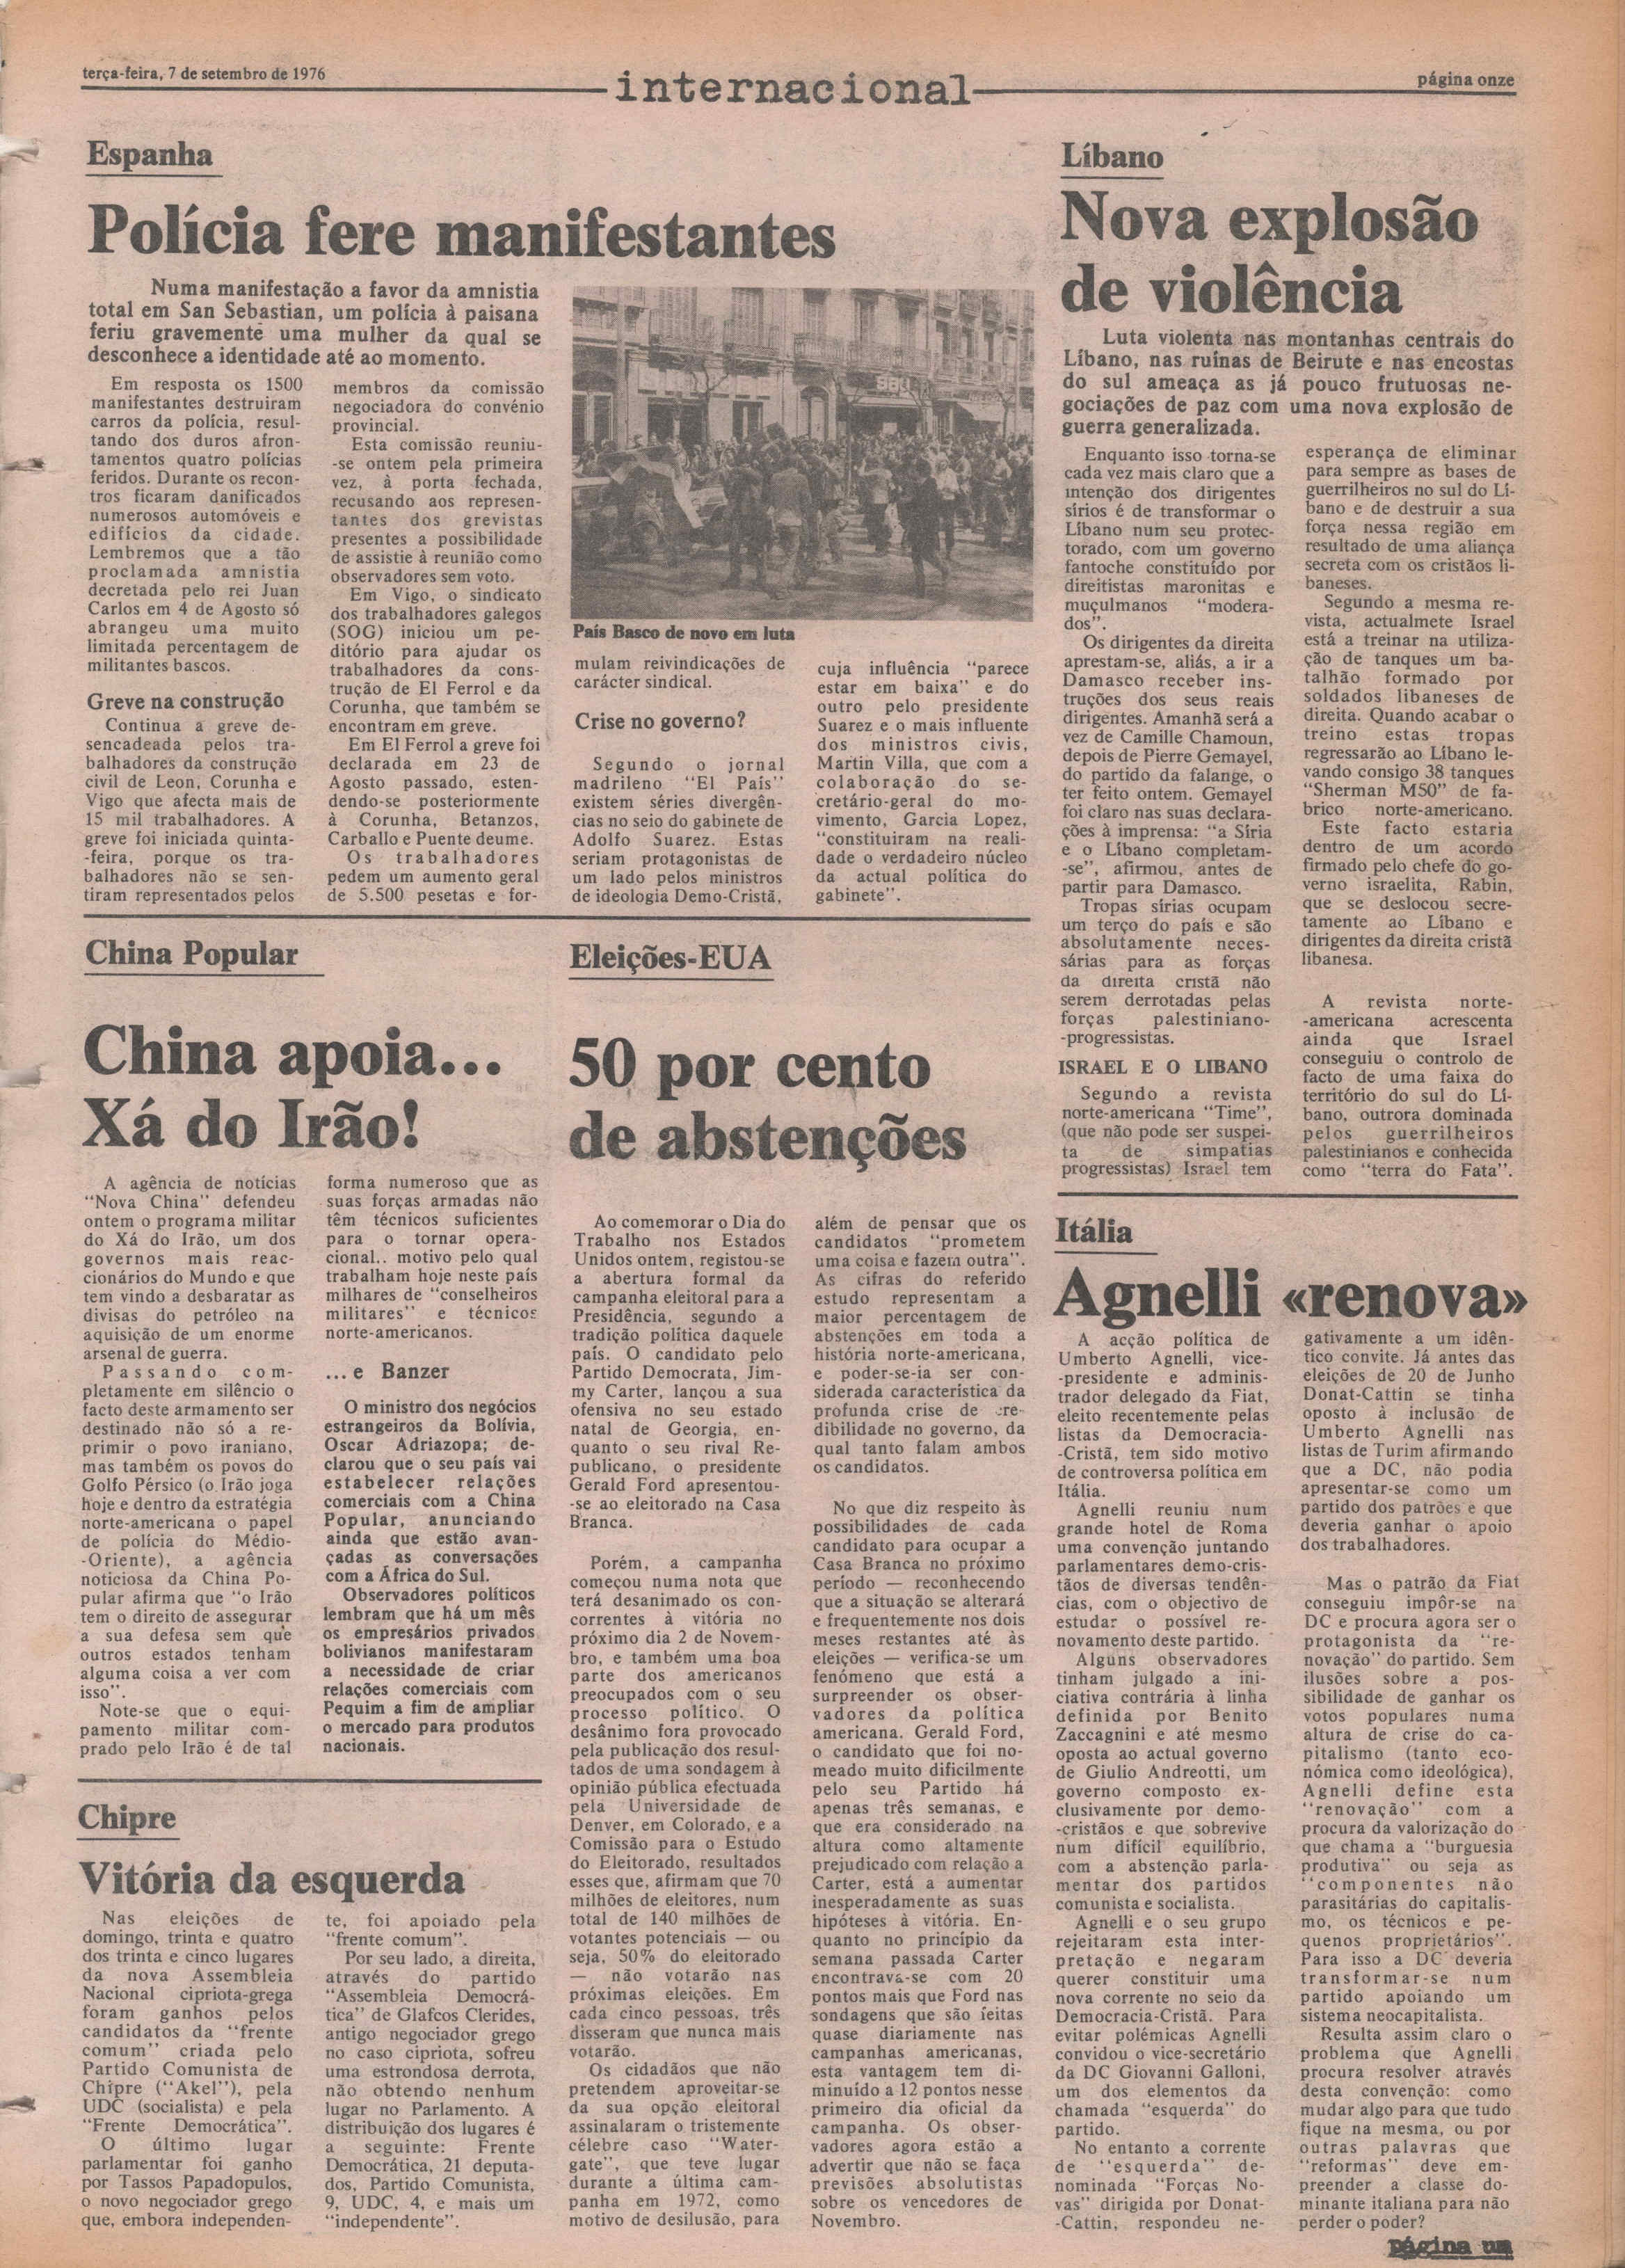 terça-feira, 7 de setembro de 1976
internacional
página onze
Espanha
Polícia fere manifestantes
Numa manifestação a favor da amnistia
total em San Sebastian, um polícia à paisana
feriu gravemente uma mulher da qual se
desconhece a identidade até ao momento.
Em resposta os 1500
manifestantes destruiram
carros da polícia, resul-
tando dos duros afron-
tamentos quatro polícias
feridos. Durante os recon-
tros ficaram danificados
numerosos automóveis e
edifícios da cidade.
Lembremos que a tão
proclamada amnistia
decretada pelo rei Juan
Carlos em 4 de Agosto só
abrangeu uma muito
limitada percentagem de
militantes bascos.
Greve na construção
Continua a greve de-
sencadeada pelos tra-
balhadores da construção
civil de Leon, Corunha e
Vigo que afecta mais de
15 mil trabalhadores. A
greve foi iniciada quinta-
-feira, porque os tra-
balhadores não se sen-
tiram representados pelos
membros da comissão
negociadora do convénio
provincial.
Esta comissão reuniu-
-se ontem pela primeira
vez, à porta fechada,
recusando aos represen-
tantes dos grevistas
presentes a possibilidade
de assistie à reunião como
observadores sem voto.
Em Vigo, o sindicato
dos trabalhadores galegos
(SOG) iniciou um pe-
ditório para ajudar os
trabalhadores da cons-
trução de El Ferrol e da
Corunha, que também se
encontram em greve.
Em El Ferrol a greve foi
declarada em 23 de
Agosto passado, esten-
dendo-se posteriormente
à Corunha, Betanzos,
Carballo e Puente deume.
Os trabalhadores
pedem um aumento geral
de 5.500 pesetas e for-
País Basco de novo em luta
mulam reivindicações de
carácter sindical.
Crise no governo?
Segundo o jornal
madrileno "El País"
existem séries divergên-
cias no seio do gabinete de
Adolfo Suarez. Estas
seriam protagonistas de
um lado pelos ministros
de ideologia Demo-Cristã,
cuja influência "parece
estar em baixa" e do
outro pelo presidente
Suarez e o mais influente
dos ministros civis,
Martin Villa, que com a
colaboração do se-
cretário-geral do mo-
vimento, Garcia Lopez,
"constituiram na reali-
dade o verdadeiro núcleo
da actual política do
gabinete".
Líbano
Nova explosão
de violência
Luta violenta nas montanhas centrais do
Líbano, nas ruínas de Beirute e nas encostas
do sul ameaça as já pouco frutuosas ne-
gociações de paz com uma nova explosão de
guerra generalizada.
Enquanto isso torna-se
cada vez mais claro que a
intenção dos dirigentes
sírios é de transformar o
Líbano num seu protec-
torado, com um governo
fantoche constituído por
direitistas maronitas e
muçulmanos "modera-
dos".
Os dirigentes da direita
aprestam-se, aliás, a ir a
Damasco receber ins-
truções dos seus reais
dirigentes. Amanhã será a
vez de Camille Chamoun,
depois de Pierre Gemayel,
do partido da falange, o
ter feito ontem. Gemayel
foi claro nas suas declara-
ções à imprensa: "a Síria
e o Líbano completam-
-se", afirmou, antes de
partir para Damasco.
Tropas sírias ocupam
um terço do país e são
absolutamente neces-
sárias para as forças
da direita cristã não
serem derrotadas pelas
forças palestiniano-
-progressistas.
ISRAEL E O LIBANO
Segundo a revista
norte-americana "Time",
(que não pode ser suspei-
ta de simpatias
progressistas) Israel tem
esperança de eliminar
para sempre as bases de
guerrilheiros no sul do Lí-
bano e de destruir a sua
força nessa região em
resultado de uma aliança
secreta com os cristãos li-
baneses.
Segundo a mesma re-
vista, actualmete Israel
está a treinar na utiliza-
ção de tanques um ba-
talhão formado por
soldados libaneses de
direita. Quando acabar o
treino estas tropas
regressarão ao Líbano le-
vando consigo 38 tanques
"Sherman M50" de fa-
brico norte-americano.
Este facto estaria
dentro de um acordo
firmado pelo chefe do go-
verno israelita, Rabin,
que se deslocou secre-
tamente ao Líbano e
dirigentes da direita cristã
libanesa.
A revista norte-
-americana acrescenta
ainda que Israel
conseguiu o controlo de
facto de uma faixa do
território do sul do Lí-
bano, outrora dominada
pelos guerrilheiros
palestinianos e conhecida
como "terra do Fata".
China Popular
China apoia...
Xá do Irão!
A agência de notícias
"Nova China" defendeu
ontem o programa militar
do Xá do Irão, um dos
governos mais reac-
cionários do Mundo e que
tem vindo a desbaratar as
divisas do petróleo na
aquisição de um enorme
arsenal de guerra.
Passando com-
pletamente em silêncio o
facto deste armamento ser
destinado não só a re-
primir o povo iraniano,
mas também os povos do
Golfo Pérsico (o Irão joga
hoje e dentro da estratégia
norte-americana o papel
de polícia do Médio-
-Oriente), a agência
noticiosa da China Po-
pular afirma que "o Irão
tem o direito de assegurar
a sua defesa sem que
outros estados tenham
alguma coisa a ver com
isso".
Note-se que o equi-
pamento militar com-
prado pelo Irão é de tal
forma numeroso que as
suas forças armadas não
têm técnicos suficientes
para o tornar opera-
cional.. motivo pelo qual
trabalham hoje neste país
milhares de "conselheiros
militares" e técnicos
norte-americanos.
... e Banzer
O ministro dos negócios
estrangeiros da Bolívia,
Oscar Adriazopa; de-
clarou que o seu país vai
estabelecer relações
comerciais com a China
Popular, anunciando
ainda que estão avan-
çadas as conversações
com a África do Sul.
Observadores políticos
lembram que há um mês
os empresários privados
bolivianos manifestaram
a necessidade de criar
relações comerciais com
Pequim a fim de ampliar
o mercado para produtos
nacionais.
Eleições-EUA
50 por cento
de abstenções
Ao comemorar o Dia do
Trabalho nos Estados
Unidos ontem, registou-se
a abertura formal da
campanha eleitoral para a
Presidência, segundo a
tradição política daquele
país. O candidato pelo
Partido Democrata, Jim-
my Carter, lançou a sua
ofensiva no seu estado
natal de Georgia, en-
quanto o seu rival Re-
publicano, o presidente
Gerald Ford apresentou-
-se ao eleitorado na Casa
Branca.
Porém, a campanha
começou numa nota que
terá desanimado os con-
correntes à vitória no
próximo dia 2 de Novem-
bro, e também uma boa
parte dos americanos
preocupados com o seu
processo político. O
desânimo fora provocado
pela publicação dos resul-
tados de uma sondagem à
opinião pública efectuada
pela Universidade de
Denver, em Colorado, e a
Comissão para o Estudo
do Eleitorado, resultados
esses que, afirmam que 70
milhões de eleitores, num
total de 140 milhões de
votantes potenciais — ou
seja, 50% do eleitorado
— não votarão nas
próximas eleições. Em
cada cinco pessoas, três
disseram que nunca mais
votarão.
Os cidadãos que não
pretendem aproveitar-se
da sua opção eleitoral
assinalaram o tristemente
célebre caso "Water-
gate", que teve lugar
durante a última cam-
panha em 1972, como
motivo de desilusão, para
além de pensar que os
candidatos "prometem
uma coisa e fazem outra".
As cifras do referido
estudo representam a
maior percentagem de
abstenções em toda a
história norte-americana,
e poder-se-ia ser con-
siderada característica da
profunda crise de cre-
dibilidade no governo, da
qual tanto falam ambos
os candidatos.
No que diz respeito às
possibilidades de cada
candidato para ocupar a
Casa Branca no próximo
período — reconhecendo
que a situação se alterará
e frequentemente nos dois
meses restantes até às
eleições — verifica-se um
fenómeno que está a
surpreender os obser-
vadores da política
americana. Gerald Ford,
o candidato que foi no-
meado muito dificilmente
pelo seu Partido há
apenas três semanas, e
que era considerado na
altura como altamente
prejudicado com relação a
Carter, está a aumentar
inesperadamente as suas
hipóteses à vitória. En-
quanto no princípio da
semana passada Carter
encontrava-se com 20
pontos mais que Ford nas
sondagens que são feitas
quase diariamente nas
campanhas americanas,
esta vantagem tem di-
minuído a 12 pontos nesse
primeiro dia oficial da
campanha. Os obser-
vadores agora estão a
advertir que não se faça
previsões absolutistas
sobre os vencedores de
Novembro.
Itália
Agnelli «renova»
A acção política de
Umberto Agnelli, vice-
-presidente e adminis-
trador delegado da Fiat,
eleito recentemente pelas
listas da Democracia-
-Cristã, tem sido motivo
de controversa política em
Itália.
Agnelli reuniu num
grande hotel de Roma
uma convenção juntando
parlamentares demo-cris-
tãos de diversas tendên-
cias, com o objectivo de
estudar o possível re-
novamento deste partido.
Alguns observadores
tinham julgado a ini-
ciativa contrária à linha
definida por Benito
Zaccagnini e até mesmo
oposta ao actual governo
de Giulio Andreotti, um
governo composto ex-
clusivamente por demo-
-cristãos e que sobrevive
num difícil equilíbrio,
com a abstenção parla-
mentar dos partidos
comunista e socialista.
Agnelli e o seu grupo
rejeitaram esta inter-
pretação e negaram
querer constituir uma
nova corrente no seio da
Democracia-Cristã. Para
evitar polémicas Agnelli
convidou o vice-secretário
da DC Giovanni Galloni,
um dos elementos da
chamada "esquerda" do
partido.
No entanto a corrente
de "esquerda" de-
nominada "Forças No-
vas" dirigida por Donat-
-Cattin, respondeu ne-
gativamente a um idên-
tico convite. Já antes das
eleições de 20 de Junho
Donat-Cattin se tinha
oposto à inclusão de
Umberto Agnelli nas
listas de Turim afirmando
que a DC, não podia
apresentar-se como um
partido dos patrões e que
deveria ganhar o apoio
dos trabalhadores.
Mas o patrão da Fiat
conseguiu impôr-se na
DC e procura agora ser o
protagonista da "re-
novação" do partido. Sem
ilusões sobre a pos-
sibilidade de ganhar os
votos populares numa
altura de crise do ca-
pitalismo (tanto eco-
nómica como ideológica),
Agnelli define esta
"renovação" com a
procura da valorização do
que chama a "burguesia
produtiva" ou seja as
"componentes não
parasitárias do capitalis-
mo, os técnicos e pe-
quenos proprietários".
Para isso a DC deveria
transformar-se num
partido apoiando um
sistema neocapitalista.
Resulta assim claro o
problema que Agnelli
procura resolver através
desta convenção: como
mudar algo para que tudo
fique na mesma, ou por
outras palavras que
"reformas" deve em-
preender a classe do-
minante italiana para não
perder o poder?
Chipre
Vitória da esquerda
Nas eleições de
domingo, trinta e quatro
dos trinta e cinco lugares
da nova Assembleia
Nacional cipriota-grega
foram ganhos pelos
candidatos da "frente
comum" criada pelo
Partido Comunista de
Chipre ("Akel"), pela
UDC (socialista) e pela
"Frente Democrática".
O último lugar
parlamentar foi ganho
por Tassos Papadopulos,
o novo negociador grego
que, embora independen-
te, foi apoiado pela
"frente comum".
Por seu lado, a direita,
através do partido
"Assembleia Democrá-
tica" de Glafcos Clerides,
antigo negociador grego
no caso cipriota, sofreu
uma estrondosa derrota,
não obtendo nenhum
lugar no Parlamento. A
distribuição dos lugares é
a seguinte: Frente
Democrática, 21 deputa-
dos, Partido Comunista,
9, UDC, 4, e mais um
"independente".
página um